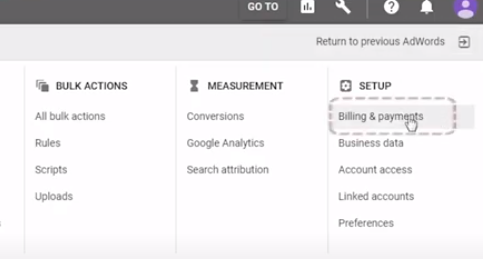 GO TO
Return to previous AdWords
BULK ACTIONS
All bulk actions
Rules
Scripts
Uploads
MEASUREMENT
Conversions
Google Analytics
Search attribution
SETUP
Billing & payments
Business data
Account access
Linked accounts
Preferences